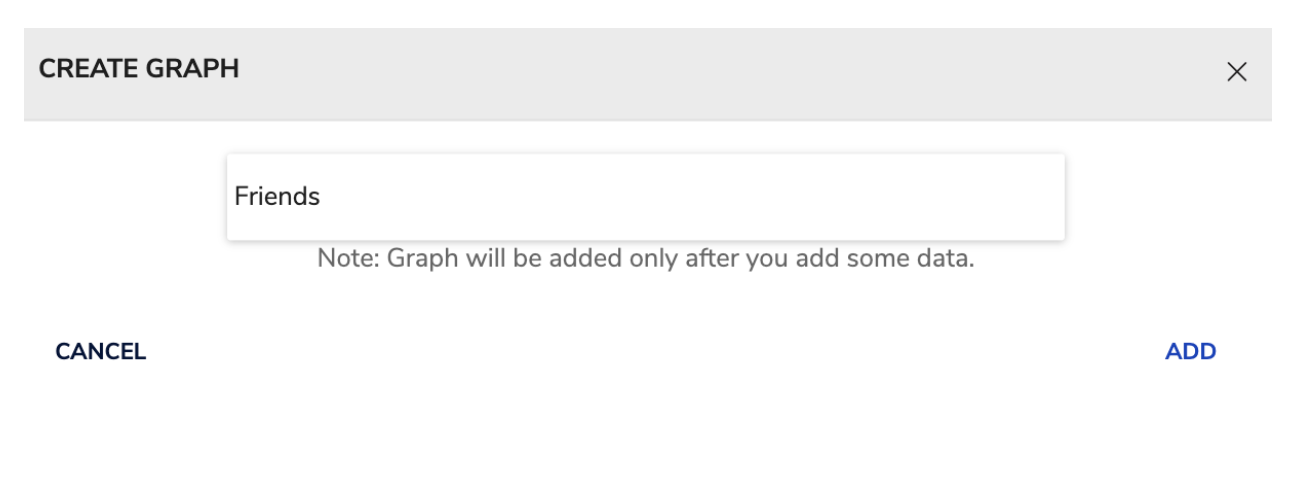 CREATE GRAPH
Friends
Note: Graph will be added only after you add some data.
CANCEL
ADD